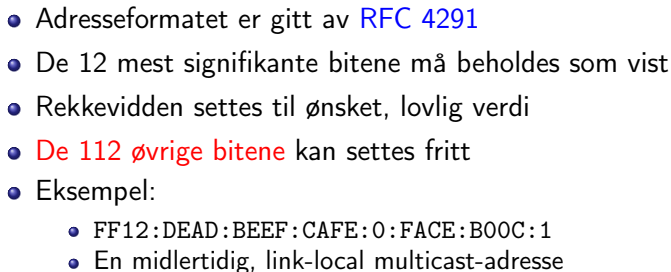 Adresseformatet er gitt av RFC 4291
De 12 mest signifikante bitene må beholdes som vist
Rekkevidden settes til ønsket, lovlig verdi
De 112 øvrige bitene kan settes fritt
Eksempel:
FF12:DEAD:BEEF:CAFE:0:FACE:B00C:1
En midlertidig, link-local multicast-adresse